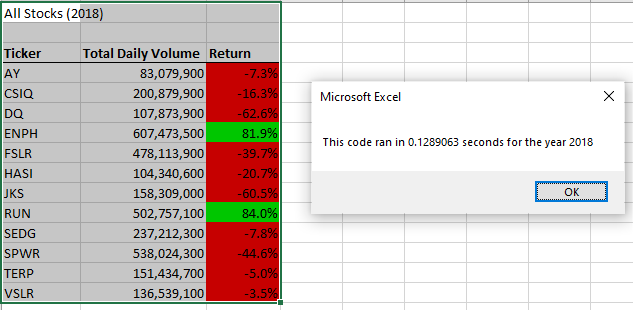 All Stocks (2018)
Ticker Total Daily Volume Return
AY 83,079,900 -7.3%
CSIQ 200,879,900 -16.3%
DQ 107,873,900 -62.6%
ENPH 607,473,500 81.9%
FSLR 478,113,900 -39.7%
HASI 104,340,600 -20.7%
JKS 158,309,000 -60.5%
RUN 502,757,100 84.0%
SEDG 237,212,300 -7.8%
SPWR 538,024,300 -44.6%
TERP 151,434,700 -5.0%
VSLR 136,539,100 -3.5%
Microsoft Excel
This code ran in 0.1289063 seconds for the year 2018
OK